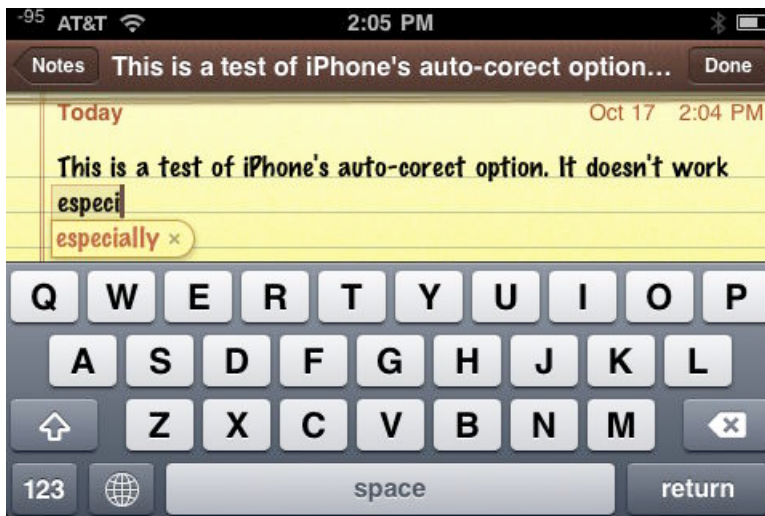 -95 AT&T 2:05 PM
Notes This is a test of iPhone's auto-corect option... Done
Today Oct 17 2:04 PM
This is a test of iPhone's auto-corect option. It doesn't work
especi
especially ×
Q W E R T Y U I O P
A S D F G H J K L
Z X C V B N M
123 space return